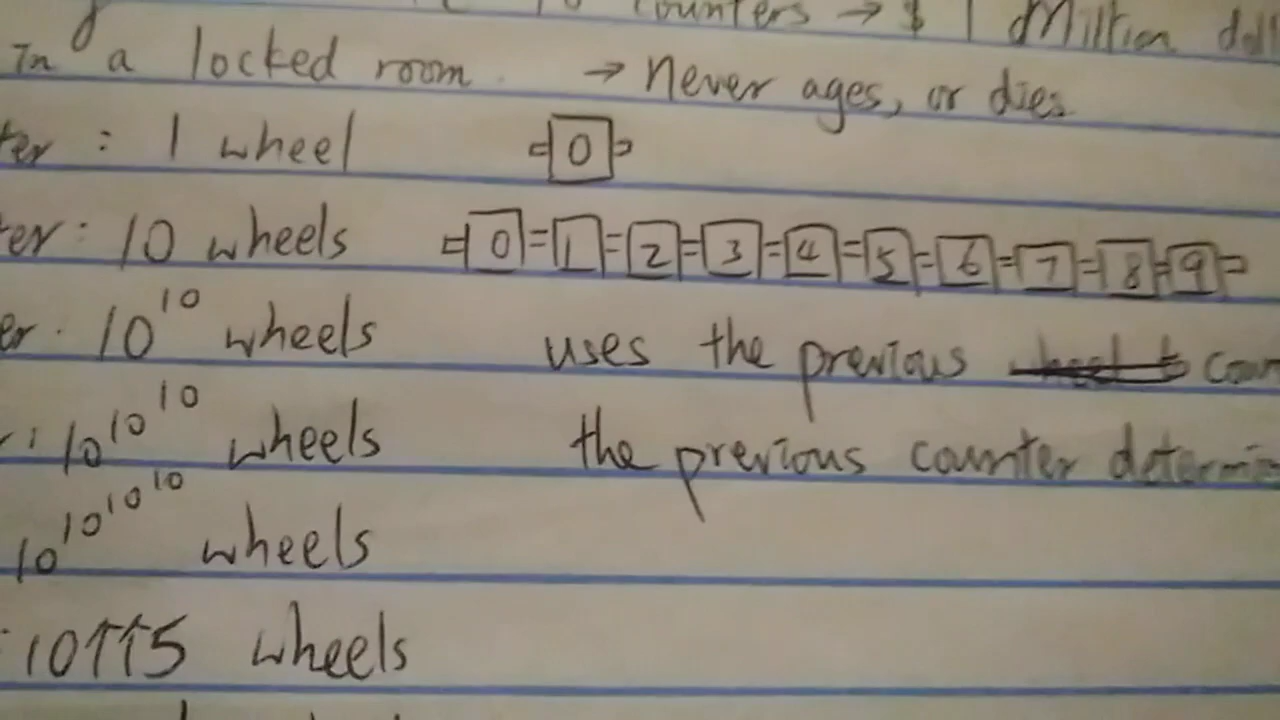 counters → $ 1 Million
In a locked room. → Never ages, or dies
: 1 wheel 0
: 10 wheels 0 = 1 = 2 = 3 = 4 = 5 = 6 = 7 = 8 = 9
10^10 wheels uses the previous
: 10^10^10 wheels the previous counter
10^10^10^10 wheels
10↑↑5 wheels